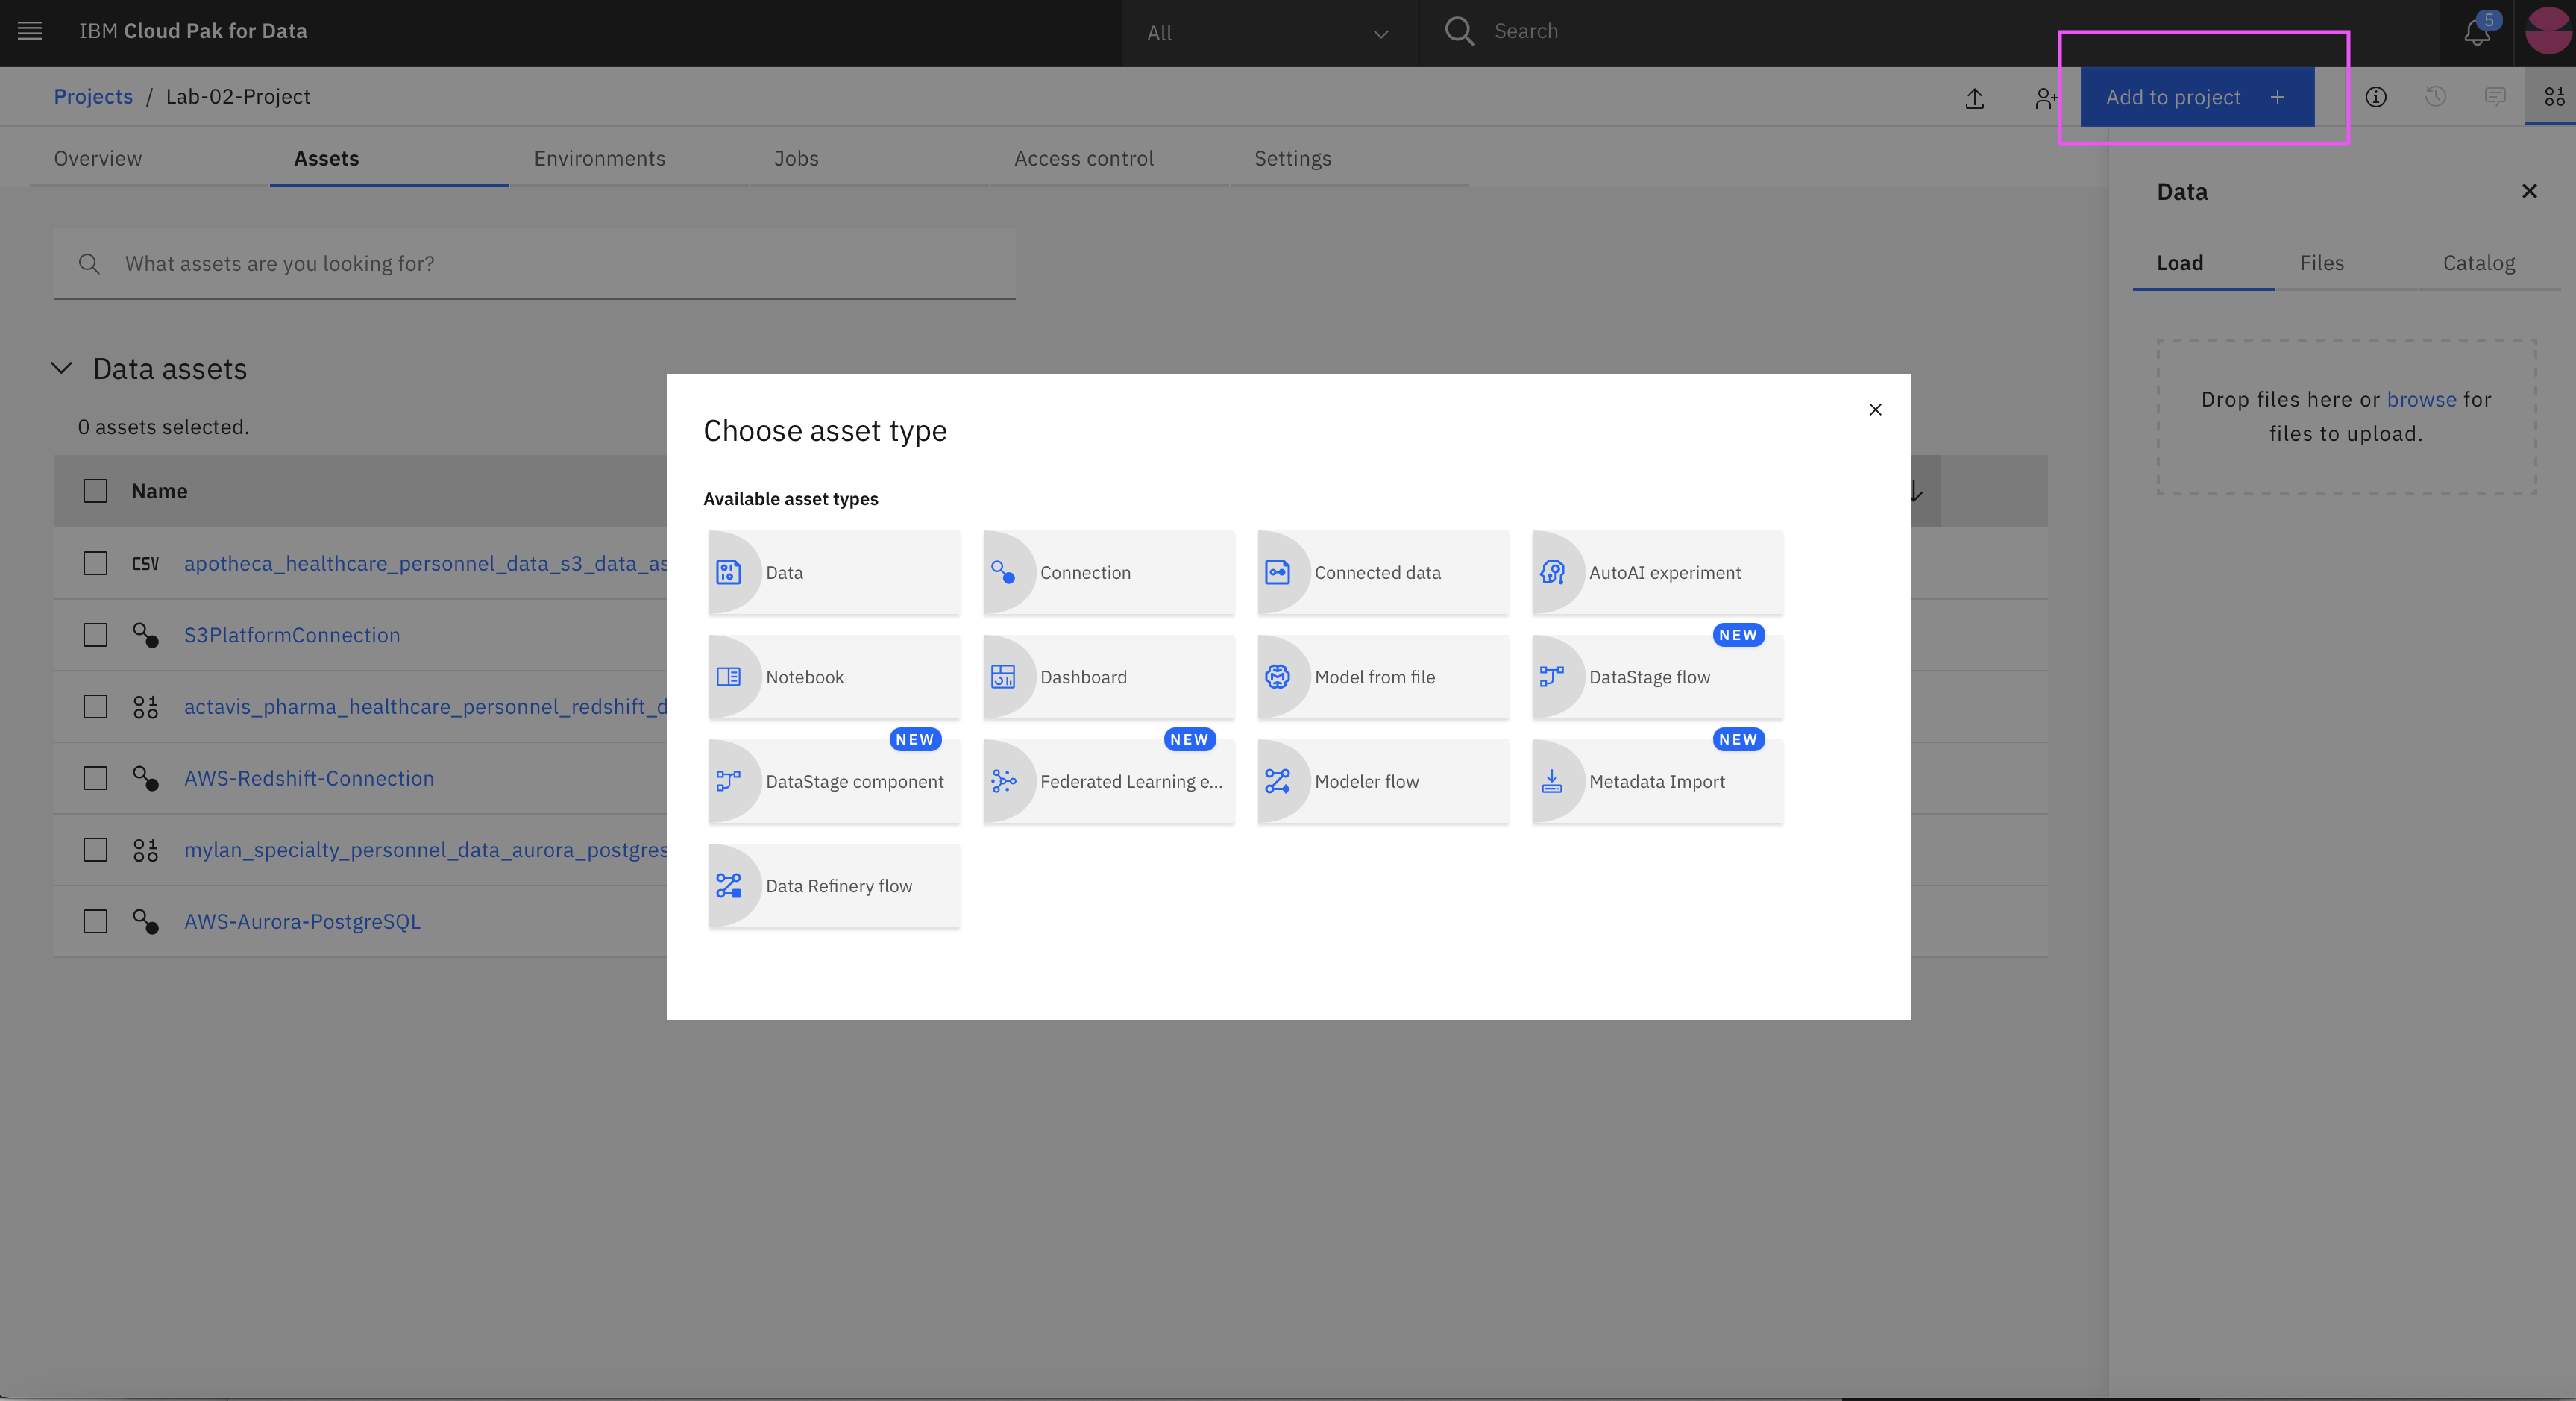 IBM Cloud Pak for Data
All
Search
5
Projects / Lab-02-Project
Add to project +
Overview
Assets
Environments
Jobs
Access control
Settings
Data
Load
Files
Catalog
What assets are you looking for?
Drop files here or browse for
files to upload.
Data assets
0 assets selected.
Name
CSV apotheca_healthcare_personnel_data_s3_data_as
S3PlatformConnection
actavis_pharma_healthcare_personnel_redshift_d
AWS-Redshift-Connection
mylan_specialty_personnel_data_aurora_postgres
AWS-Aurora-PostgreSQL
Choose asset type
Available asset types
Data
Connection
Connected data
AutoAI experiment
Notebook
Dashboard
Model from file
NEW
DataStage flow
NEW
DataStage component
NEW
Federated Learning e...
Modeler flow
NEW
Metadata Import
Data Refinery flow